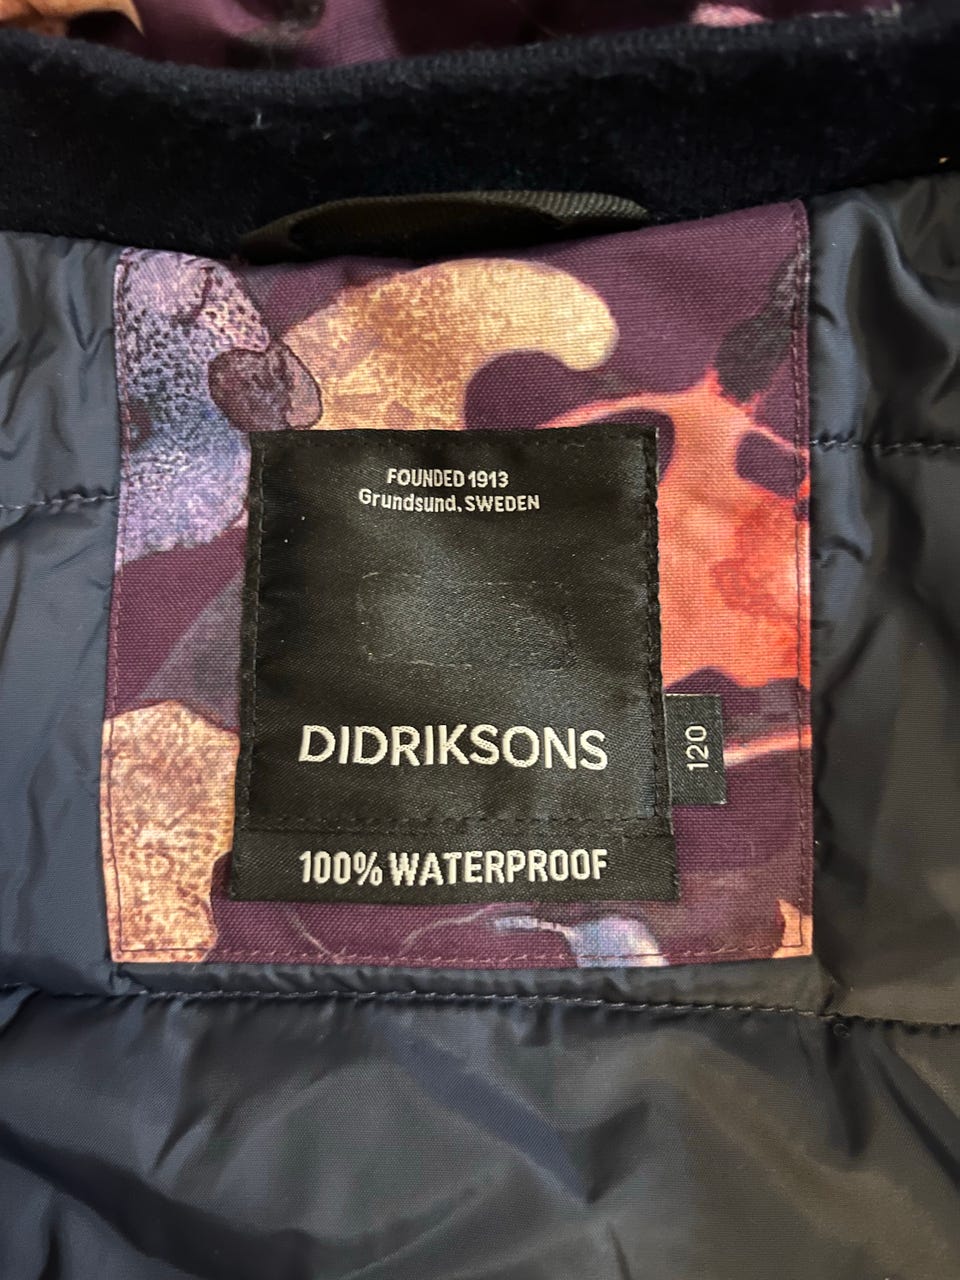 FOUNDED 1913
Grundsund, SWEDEN
DIDRIKSONS
120
100% WATERPROOF